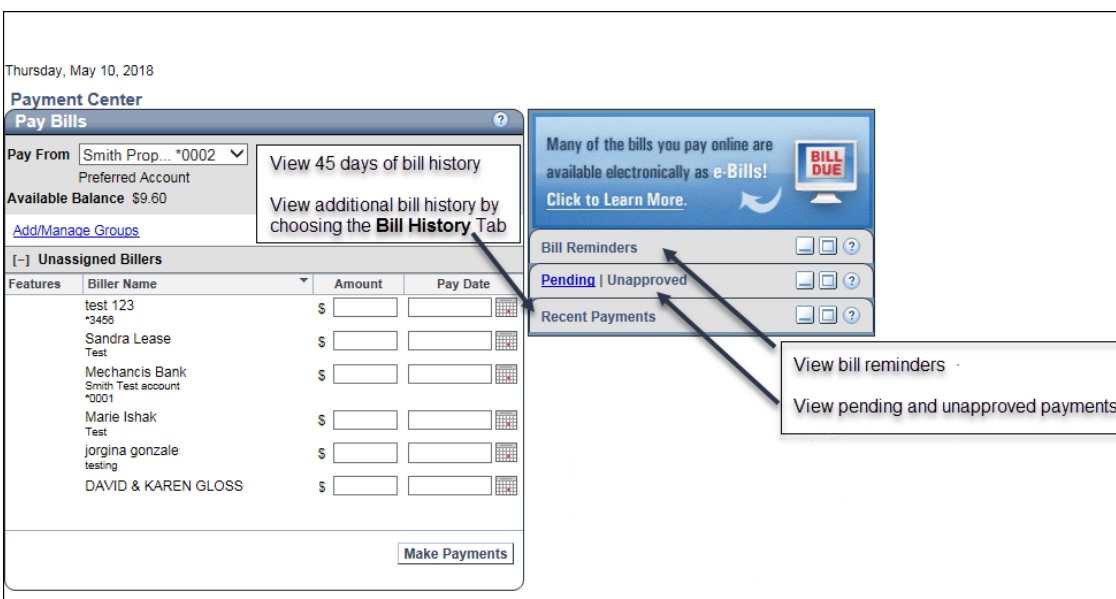 Thursday, May 10, 2018
Payment Center
Pay Bills
?
Pay From Smith Prop... *0002
Preferred Account
Available Balance $9.60
View 45 days of bill history
View additional bill history by
choosing the Bill History Tab
Add/Manage Groups
[-] Unassigned Billers
Features Biller Name Amount Pay Date
test 123 $
*3456
Sandra Lease $
Test
Mechancis Bank $
Smith Test account
*0001
Marie Ishak $
Test
jorgina gonzale $
testing
DAVID & KAREN GLOSS $
Make Payments
Many of the bills you pay online are
available electronically as e-Bills!
Click to Learn More.
BILL
DUE
Bill Reminders ?
Pending | Unapproved ?
Recent Payments ?
View bill reminders
View pending and unapproved payments